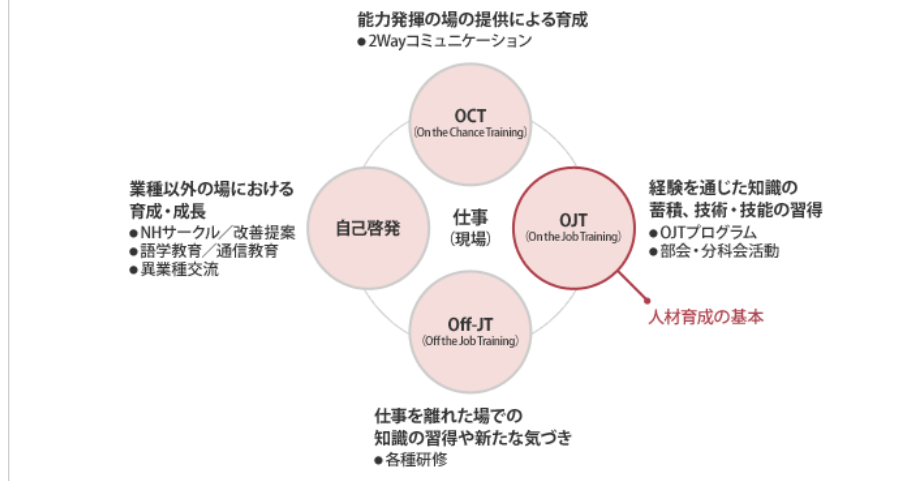 能力発揮の場の提供による育成
●2Wayコミュニケーション
OCT
(On the Chance Training)
業種以外の場における
育成・成長
●NHサークル／改善提案
●語学教育／通信教育
●異業種交流
自己啓発
仕事
(現場)
OJT
(On the Job Training)
経験を通じた知識の
蓄積、技術・技能の習得
●OJTプログラム
●部会・分科会活動
人材育成の基本
Off-JT
(Off the Job Training)
仕事を離れた場での
知識の習得や新たな気づき
●各種研修